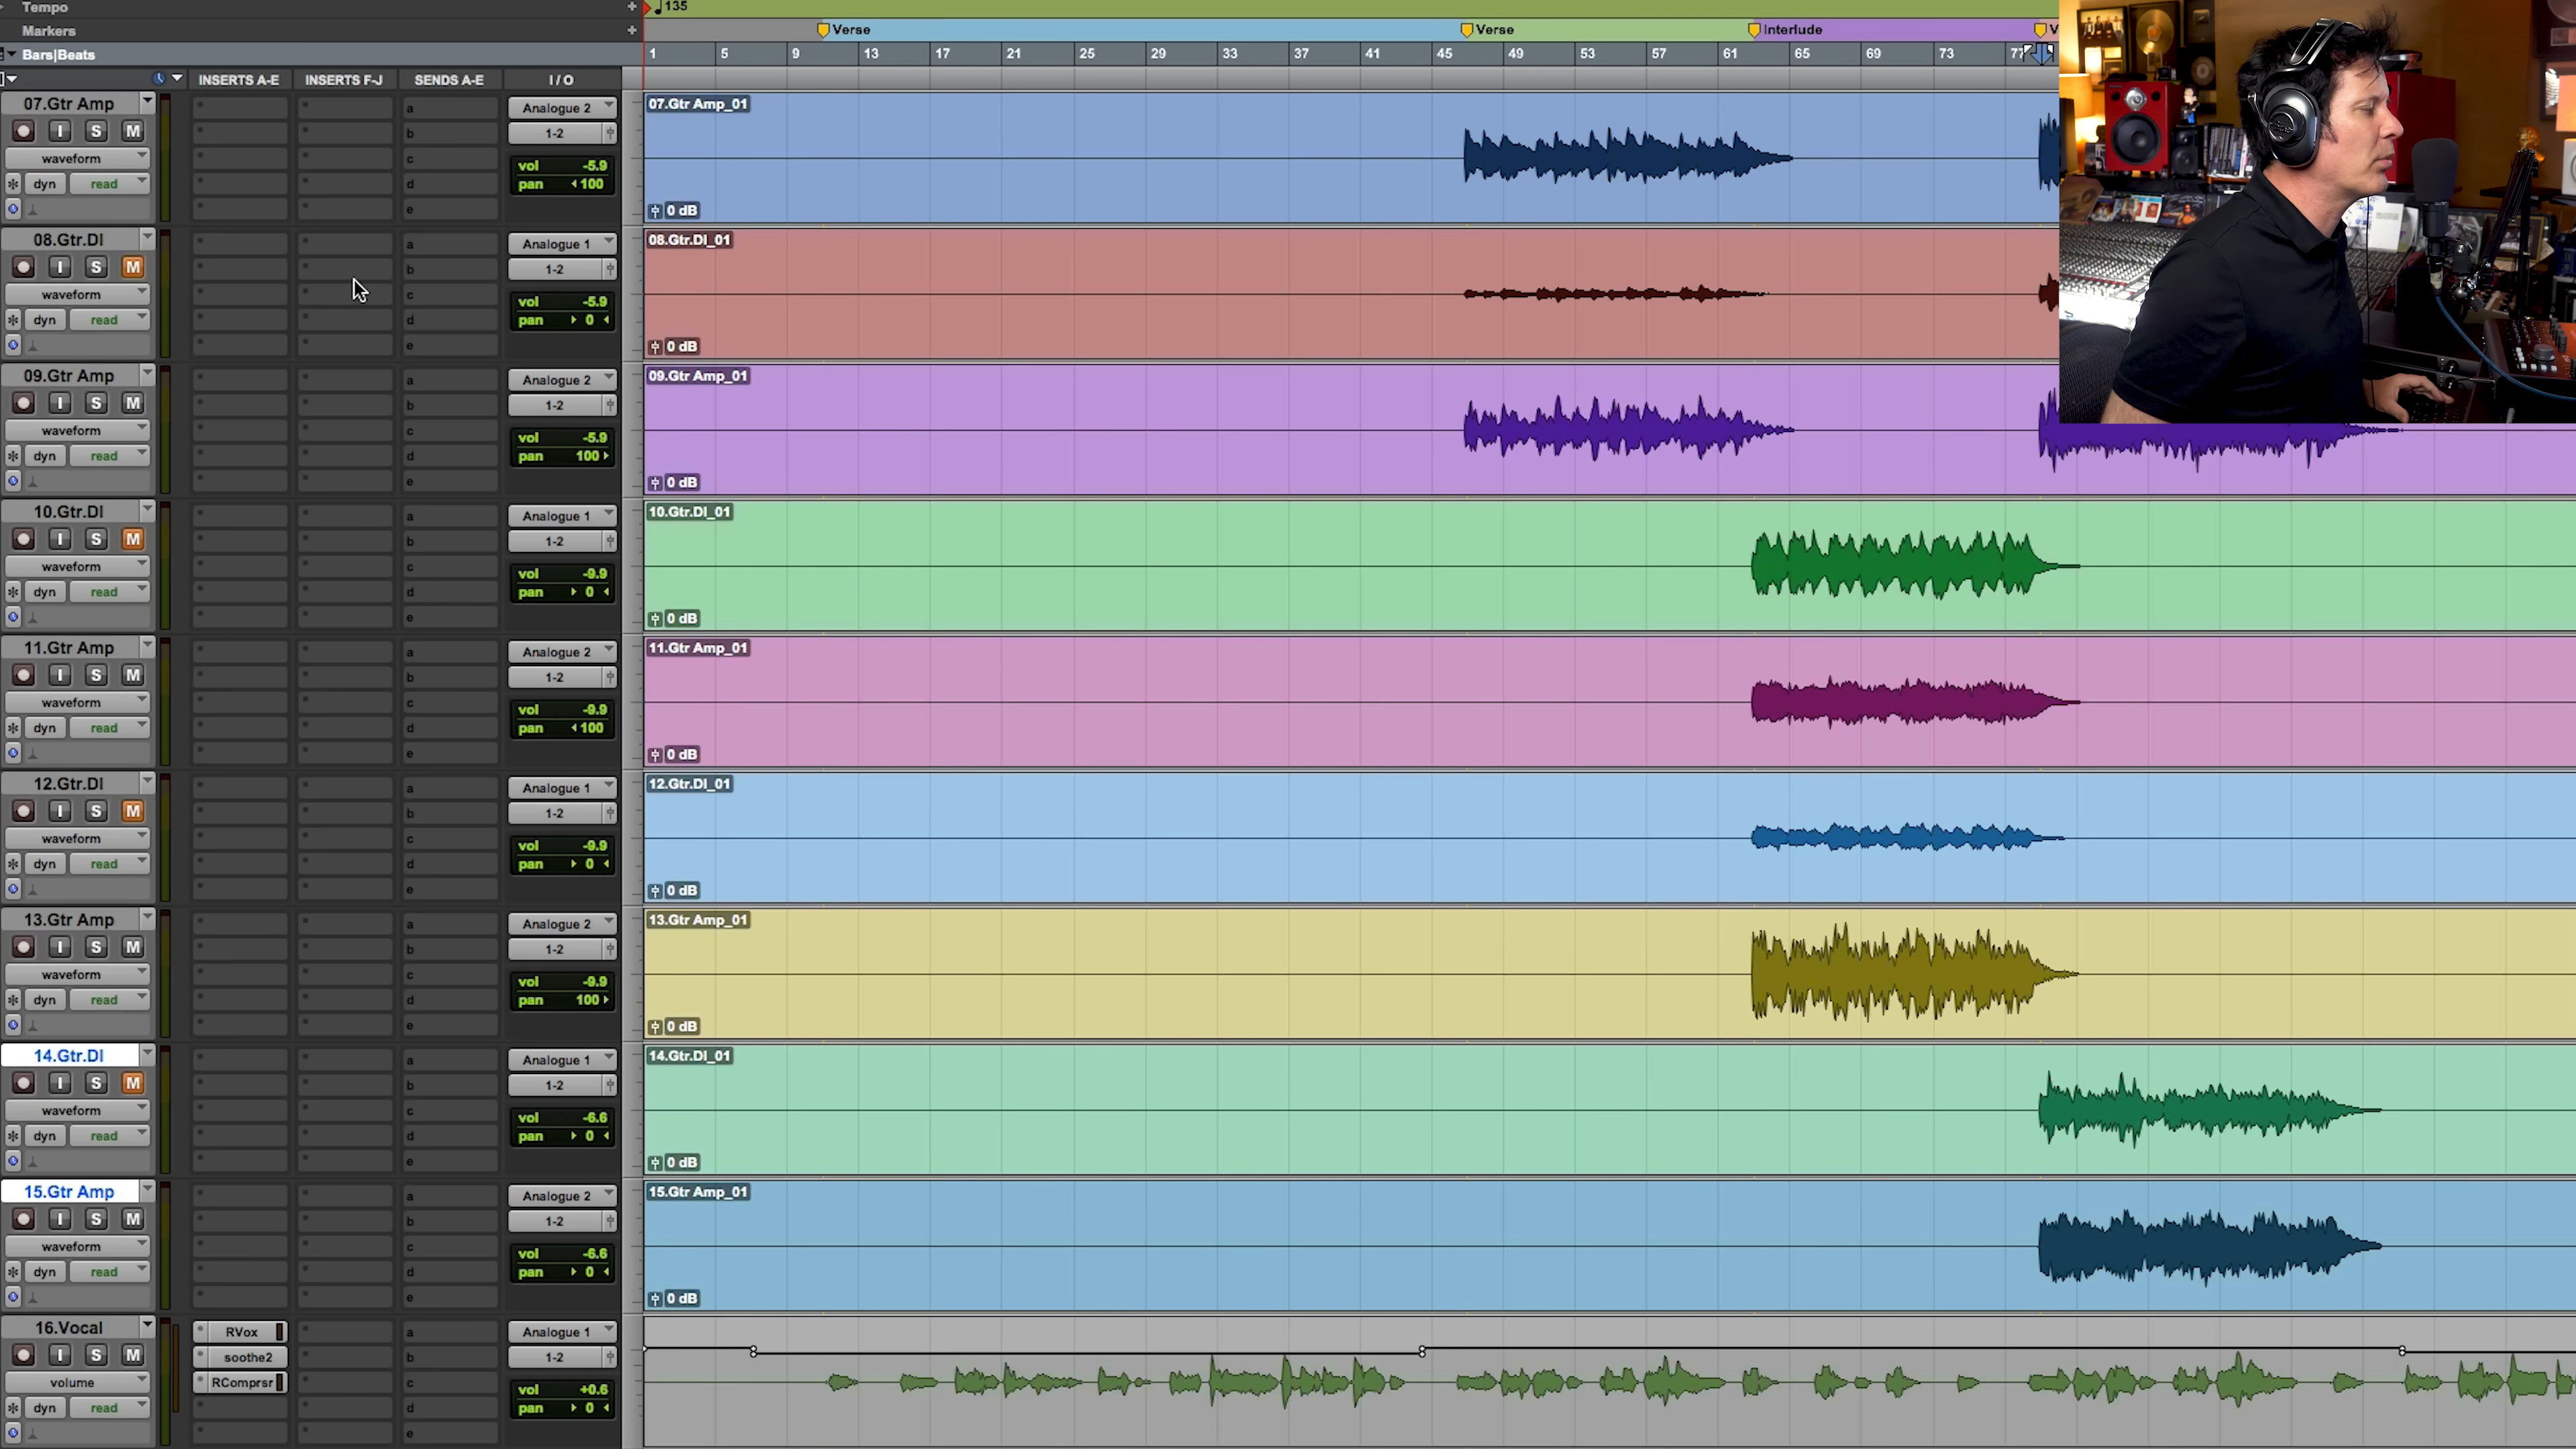 Tempo
135
Markers
Verse
Verse
Interlude
V
Bars|Beats
1 5 9 13 17 21 25 29 33 37 41 45 49 53 57 61 65 69 73 77
INSERTS A-E INSERTS F-J SENDS A-E I / O
07.Gtr Amp
a
b
c
d
e
Analogue 2
1-2
07.Gtr Amp_01
I S M
waveform
vol -5.9
dyn read
pan 100
0 dB
08.Gtr.DI
a
b
c
d
e
Analogue 1
1-2
08.Gtr.DI_01
I S M
waveform
vol -5.9
dyn read
pan 0
0 dB
09.Gtr Amp
a
b
c
d
e
Analogue 2
1-2
09.Gtr Amp_01
I S M
waveform
vol -5.9
dyn read
pan 100
0 dB
10.Gtr.DI
a
b
c
d
e
Analogue 1
1-2
10.Gtr.DI_01
I S M
waveform
vol -9.9
dyn read
pan 0
0 dB
11.Gtr Amp
a
b
c
d
e
Analogue 2
1-2
11.Gtr Amp_01
I S M
waveform
vol -9.9
dyn read
pan 100
0 dB
12.Gtr.DI
a
b
c
d
e
Analogue 1
1-2
12.Gtr.DI_01
I S M
waveform
vol -9.9
dyn read
pan 0
0 dB
13.Gtr Amp
a
b
c
d
e
Analogue 2
1-2
13.Gtr Amp_01
I S M
waveform
vol -9.9
dyn read
pan 100
0 dB
14.Gtr.DI
a
b
c
d
e
Analogue 1
1-2
14.Gtr.DI_01
I S M
waveform
vol -6.6
dyn read
pan 0
0 dB
15.Gtr Amp
a
b
c
d
e
Analogue 2
1-2
15.Gtr Amp_01
I S M
waveform
vol -6.6
dyn read
pan 0
0 dB
16.Vocal
RVox
soothe2
RComprsr
a
b
c
d
e
Analogue 1
1-2
I S M
volume
vol +0.6
dyn read
pan 0